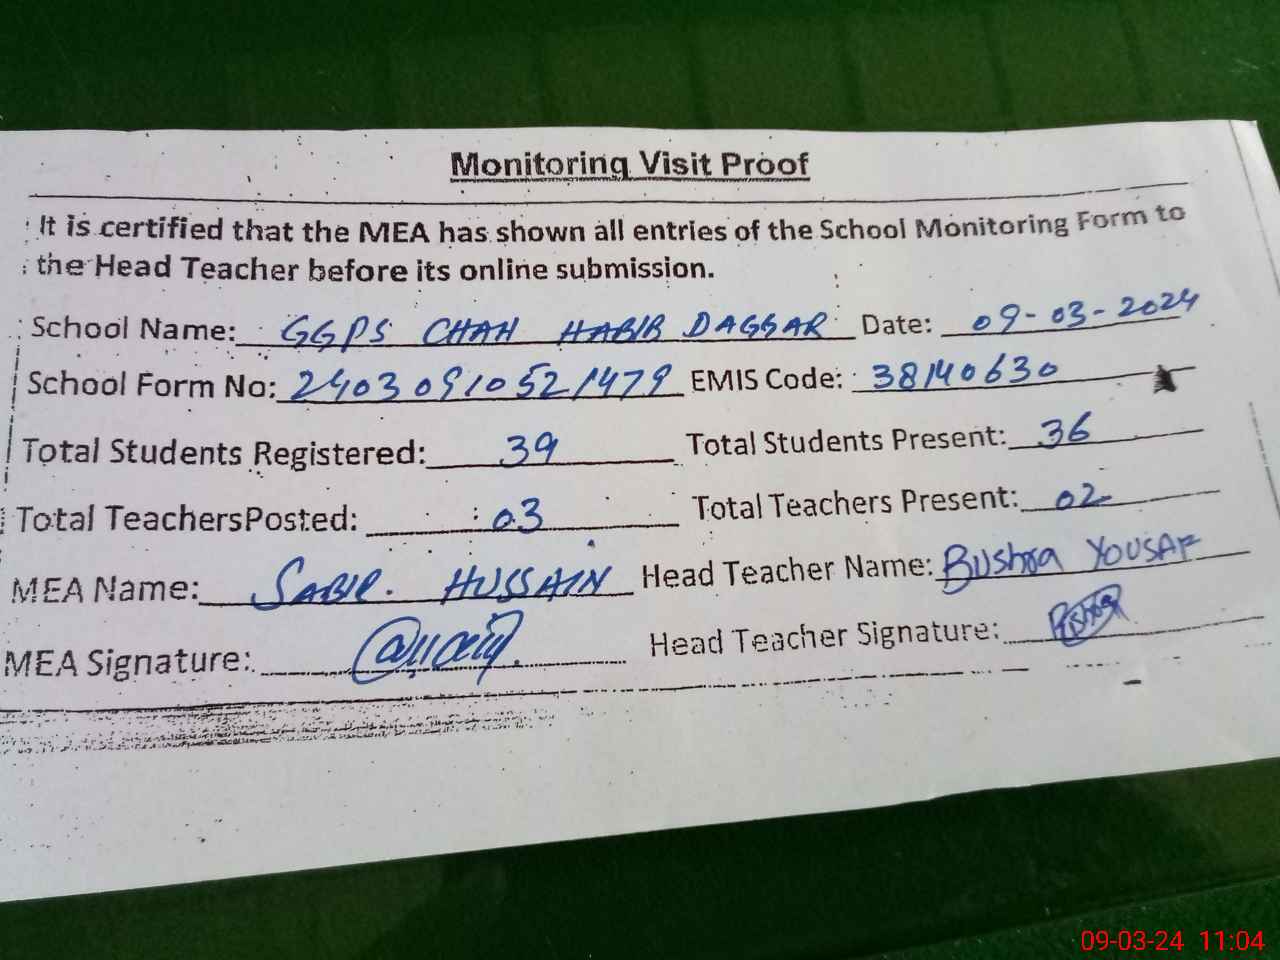 Monitoring Visit Proof
It is certified that the MEA has shown all entries of the School Monitoring Form to
the Head Teacher before its online submission.
School Name: GGPS CHAH HABIB DAGGAR Date: 09-03-2024
School Form No: 24030910521479 EMIS Code: 38140630
Total Students Registered: 39 Total Students Present: 36
Total TeachersPosted: 03 Total Teachers Present: 02
MEA Name: SABIR. HUSSAIN Head Teacher Name: Bushra YOUSAF
MEA Signature: Head Teacher Signature:
09-03-24 11:04